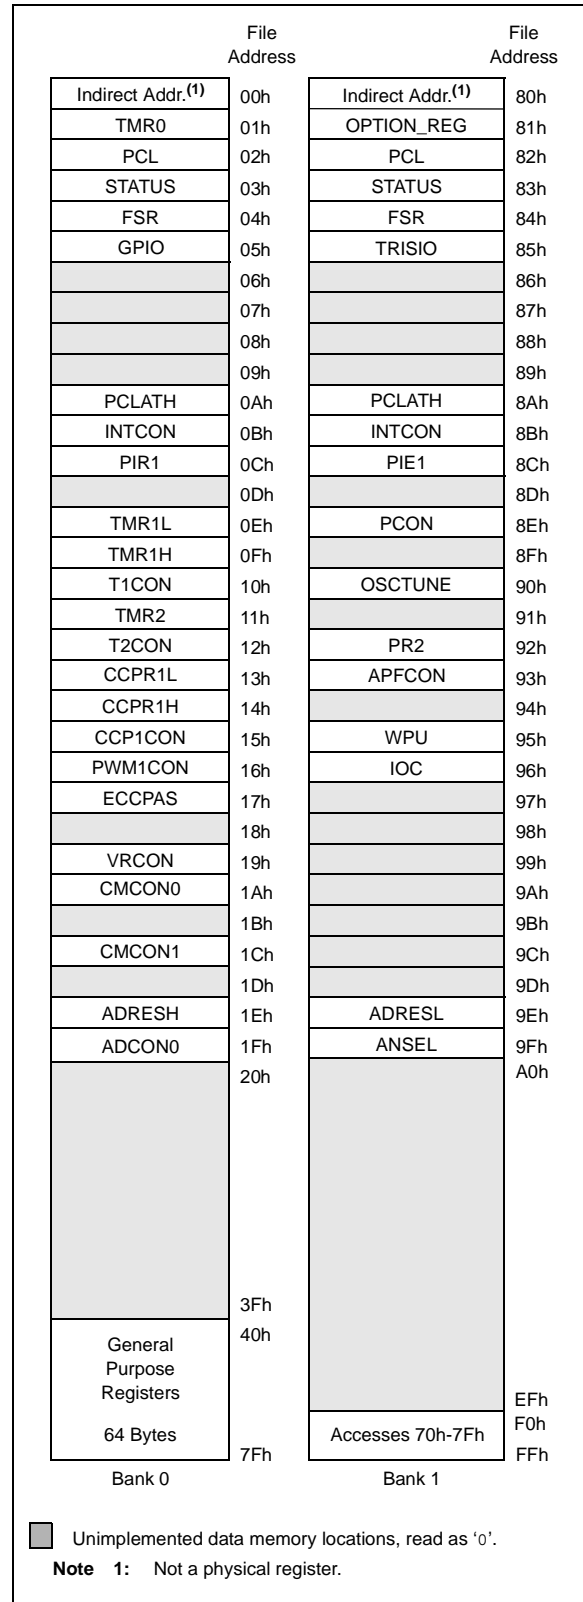 File Address File Address
Indirect Addr.(1) 00h Indirect Addr.(1) 80h
TMR0 01h OPTION_REG 81h
PCL 02h PCL 82h
STATUS 03h STATUS 83h
FSR 04h FSR 84h
GPIO 05h TRISIO 85h
06h 86h
07h 87h
08h 88h
09h 89h
PCLATH 0Ah PCLATH 8Ah
INTCON 0Bh INTCON 8Bh
PIR1 0Ch PIE1 8Ch
0Dh 8Dh
TMR1L 0Eh PCON 8Eh
TMR1H 0Fh 8Fh
T1CON 10h OSCTUNE 90h
TMR2 11h 91h
T2CON 12h PR2 92h
CCPR1L 13h APFCON 93h
CCPR1H 14h 94h
CCP1CON 15h WPU 95h
PWM1CON 16h IOC 96h
ECCPAS 17h 97h
18h 98h
VRCON 19h 99h
CMCON0 1Ah 9Ah
1Bh 9Bh
CMCON1 1Ch 9Ch
1Dh 9Dh
ADRESH 1Eh ADRESL 9Eh
ADCON0 1Fh ANSEL 9Fh
20h A0h
3Fh
40h
General
Purpose
Registers
EFh
64 Bytes Accesses 70h-7Fh F0h
7Fh FFh
Bank 0 Bank 1
Unimplemented data memory locations, read as ‘0’.
Note 1: Not a physical register.